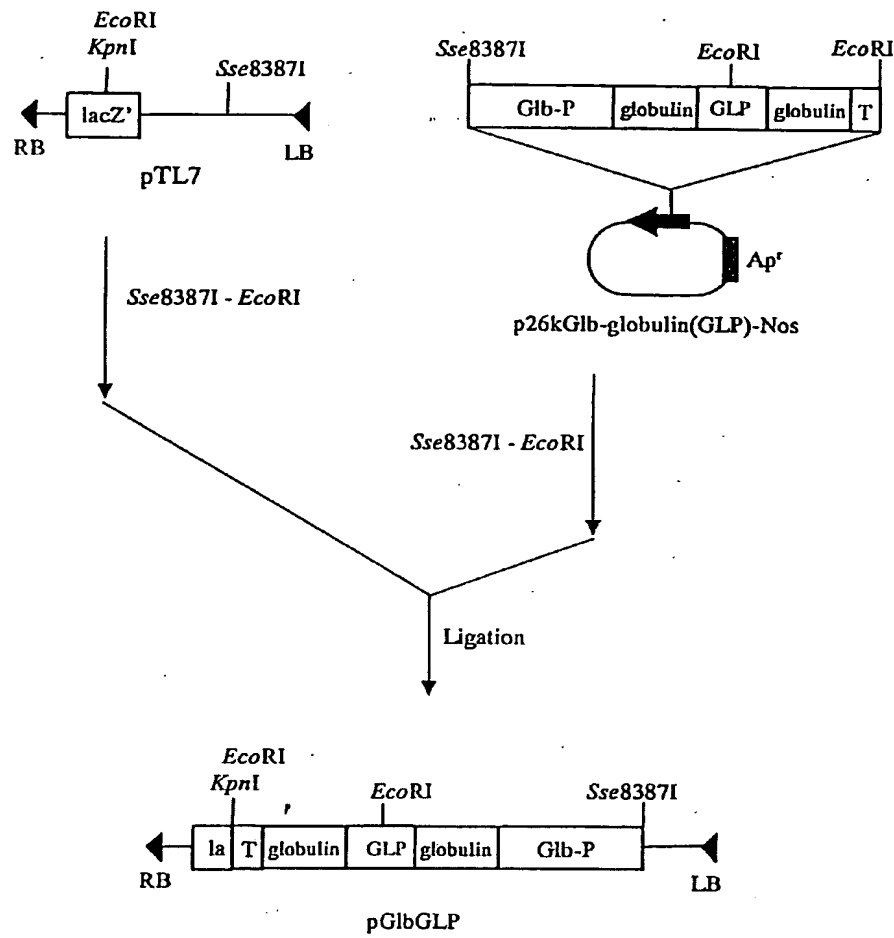 EcoRI
KpnI
Sse8387I
lacZ'
RB
LB
pTL7
Sse8387I
EcoRI
EcoRI
Glb-P
globulin
GLP
globulin
T
Apʳ
p26kGlb-globulin(GLP)-Nos
Sse8387I - EcoRI
Sse8387I - EcoRI
Ligation
EcoRI
KpnI
EcoRI
Sse8387I
la
T
globulin
GLP
globulin
Glb-P
RB
LB
pGlbGLP